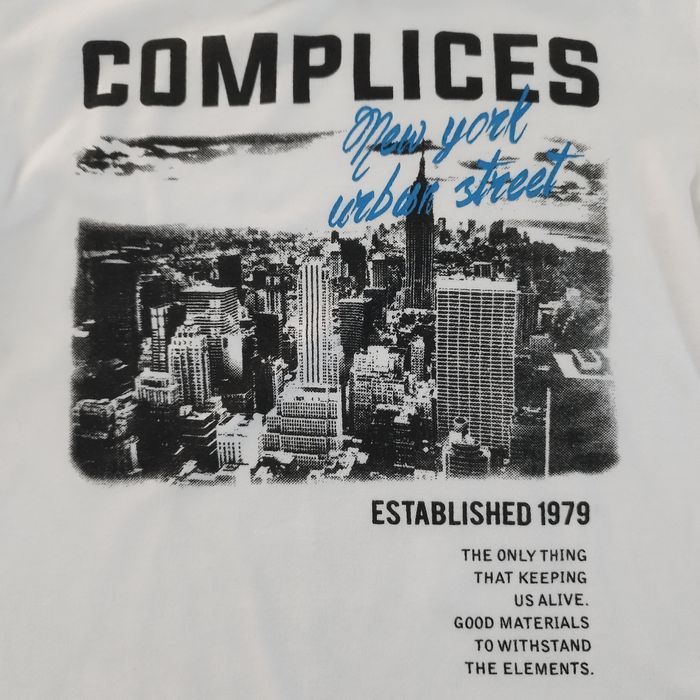 COMPLICES
New york
urban street
ESTABLISHED 1979
THE ONLY THING
THAT KEEPING
US ALIVE.
GOOD MATERIALS
TO WITHSTAND
THE ELEMENTS.